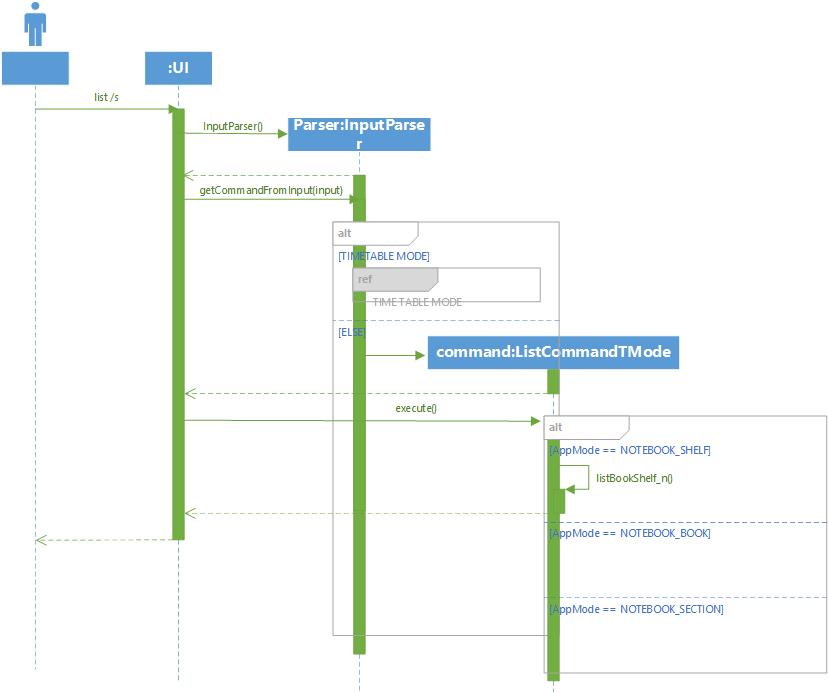 :UI
list /s
InputParser()
Parser:InputParse
r
getCommandFromInput(input)
alt
[TIMETABLE MODE]
ref
TIMETABLE MODE
[ELSE]
command:ListCommandTMode
execute()
alt
[AppMode == NOTEBOOK_SHELF]
listBookShelf_n()
[AppMode == NOTEBOOK_BOOK]
[AppMode == NOTEBOOK_SECTION]